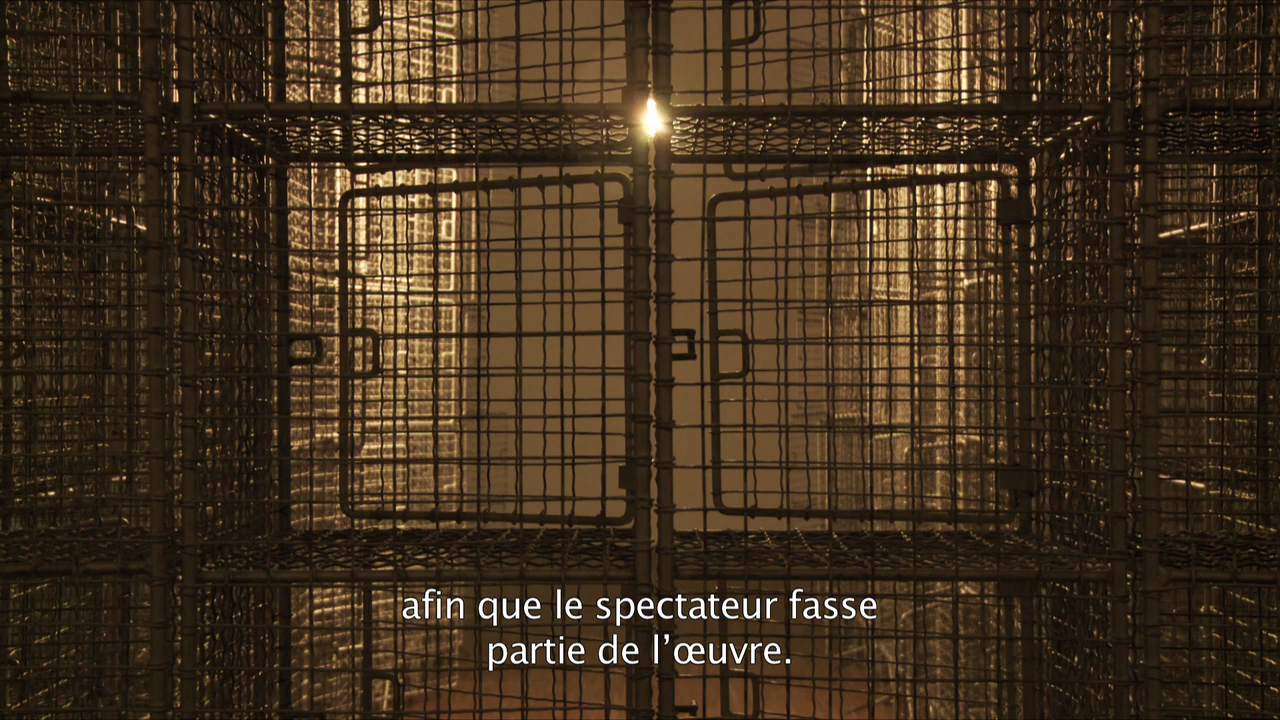 afin que le spectateur fasse
partie de l’œuvre.